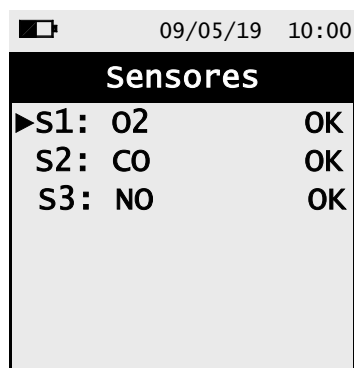 09/05/19 10:00
Sensores
►S1: O2 OK
S2: CO OK
S3: NO OK